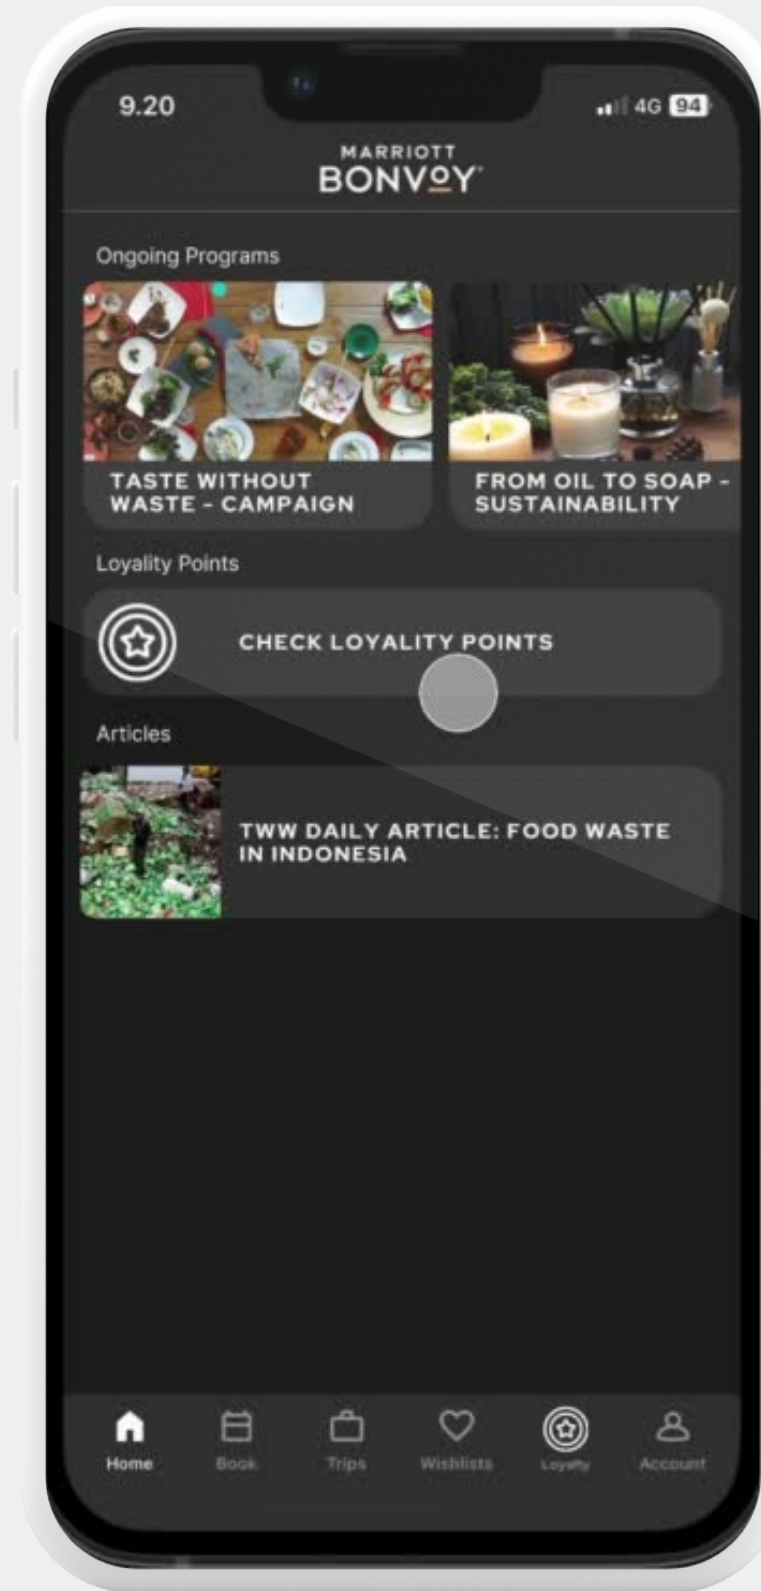 9.20
4G 94
MARRIOTT
BONVOY
Ongoing Programs
TASTE WITHOUT
WASTE - CAMPAIGN
FROM OIL TO SOAP -
SUSTAINABILITY
Loyality Points
CHECK LOYALITY POINTS
Articles
TWW DAILY ARTICLE: FOOD WASTE
IN INDONESIA
Home
Book
Trips
Wishlists
Loyalty
Account